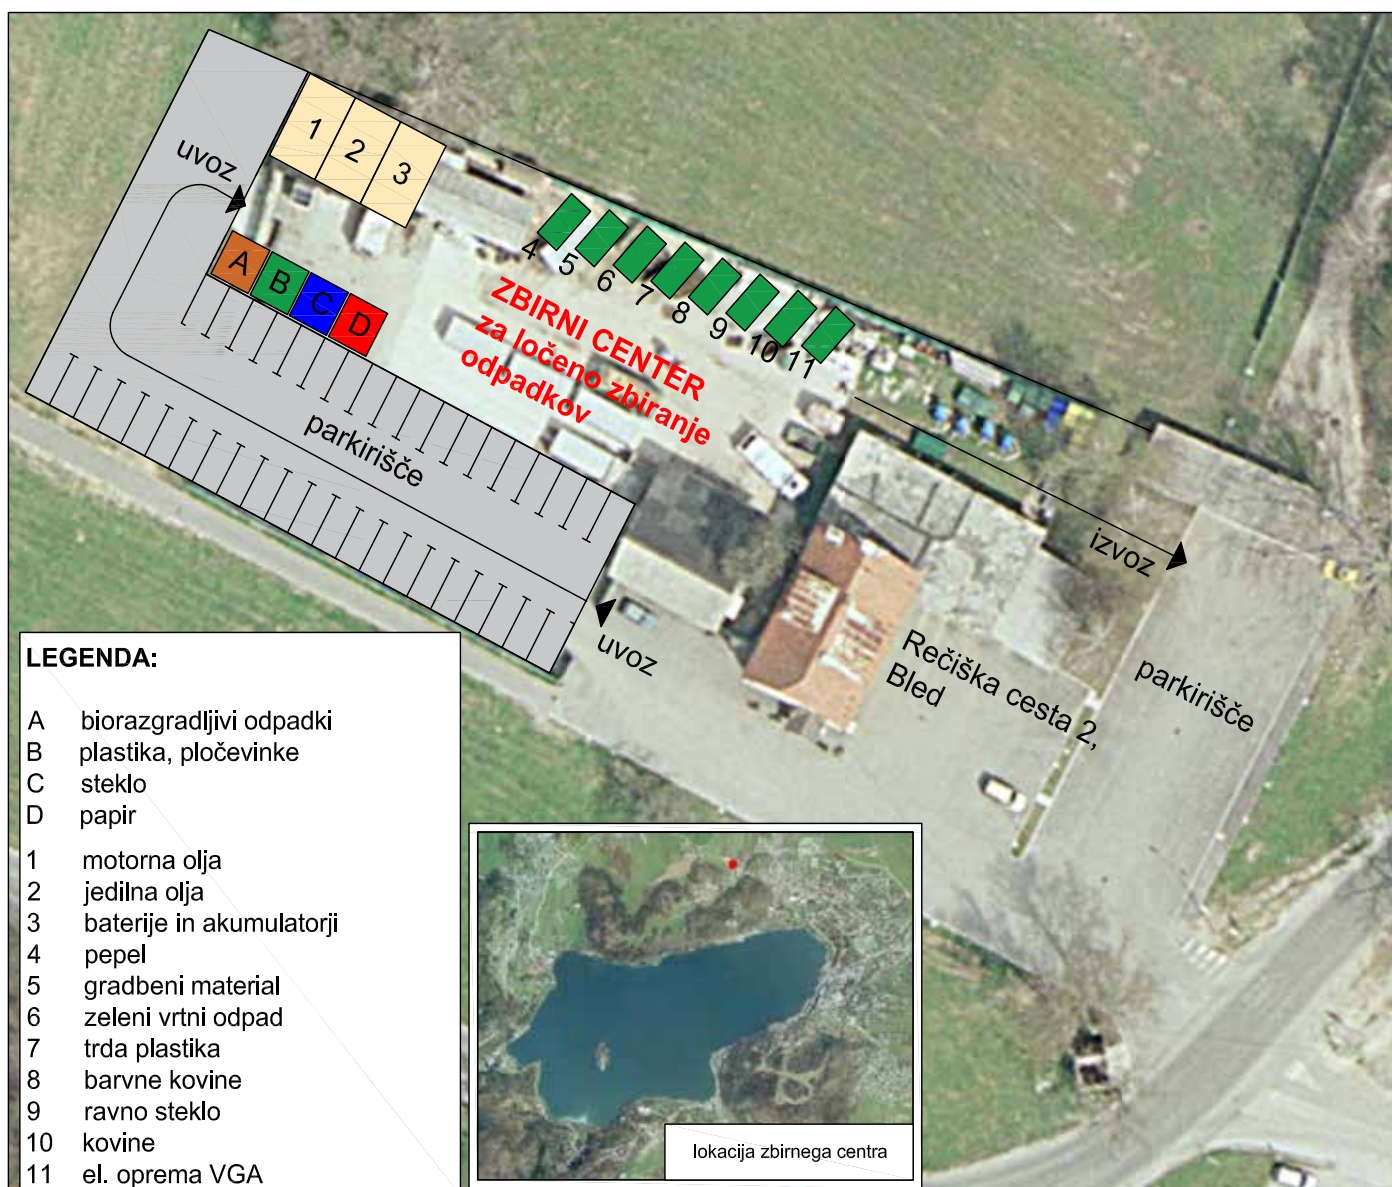 uvoz
1
2
3
A
B
C
D
4
5
6
7
8
9
10
11
ZBIRNI CENTER
za ločeno zbiranje
odpadkov
parkirišče
uvoz
izvoz
Rečiška cesta 2,
Bled
parkirišče
LEGENDA:
A biorazgradljivi odpadki
B plastika, pločevinke
C steklo
D papir
1 motorna olja
2 jedilna olja
3 baterije in akumulatorji
4 pepel
5 gradbeni material
6 zeleni vrtni odpad
7 trda plastika
8 barvne kovine
9 ravno steklo
10 kovine
11 el. oprema VGA
lokacija zbirnega centra